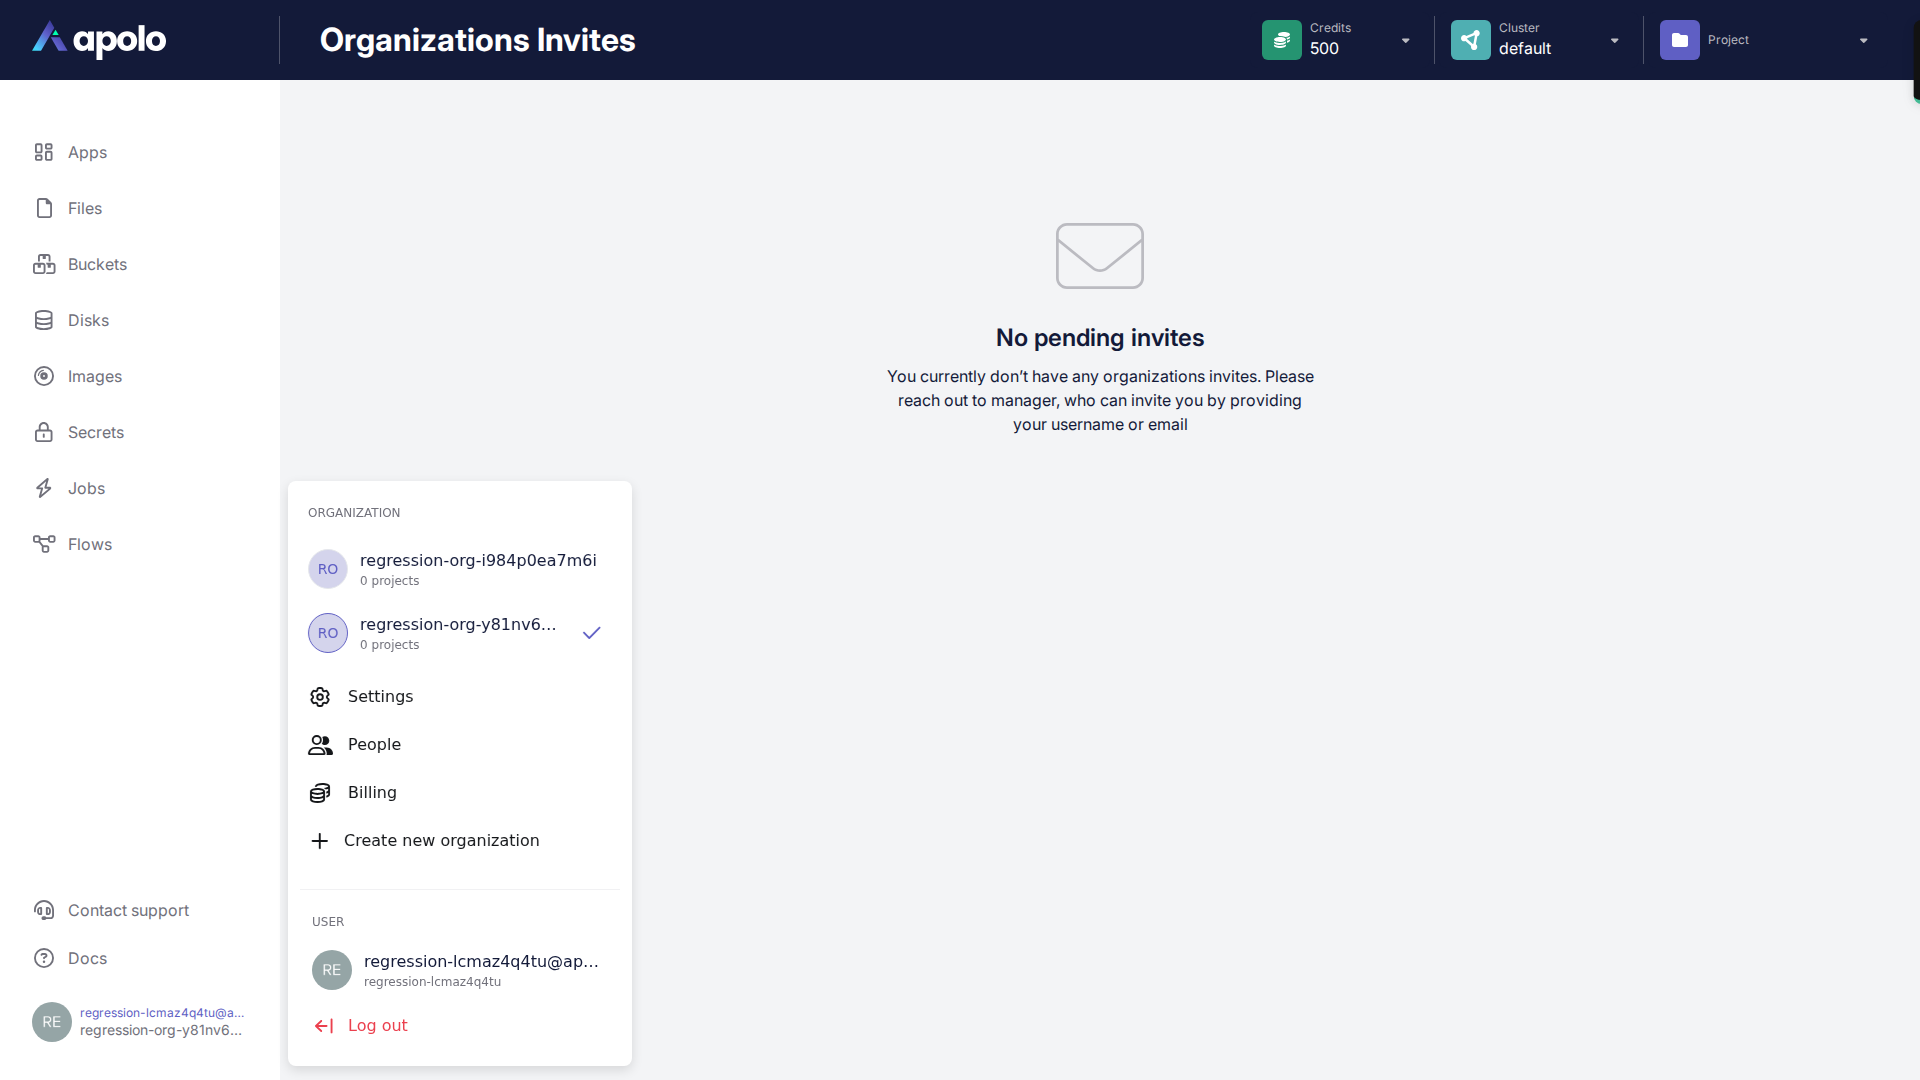 apolo
Organizations Invites
Credits
500
Cluster
default
Project
Apps
Files
Buckets
Disks
Images
Secrets
Jobs
Flows
No pending invites
You currently don’t have any organizations invites. Please
reach out to manager, who can invite you by providing
your username or email
ORGANIZATION
RO
regression-org-i984p0ea7m6i
0 projects
RO
regression-org-y81nv6...
0 projects
Settings
People
Billing
Create new organization
USER
RE
regression-lcmaz4q4tu@ap...
regression-lcmaz4q4tu
Log out
Contact support
Docs
RE
regression-lcmaz4q4tu@a...
regression-org-y81nv6...